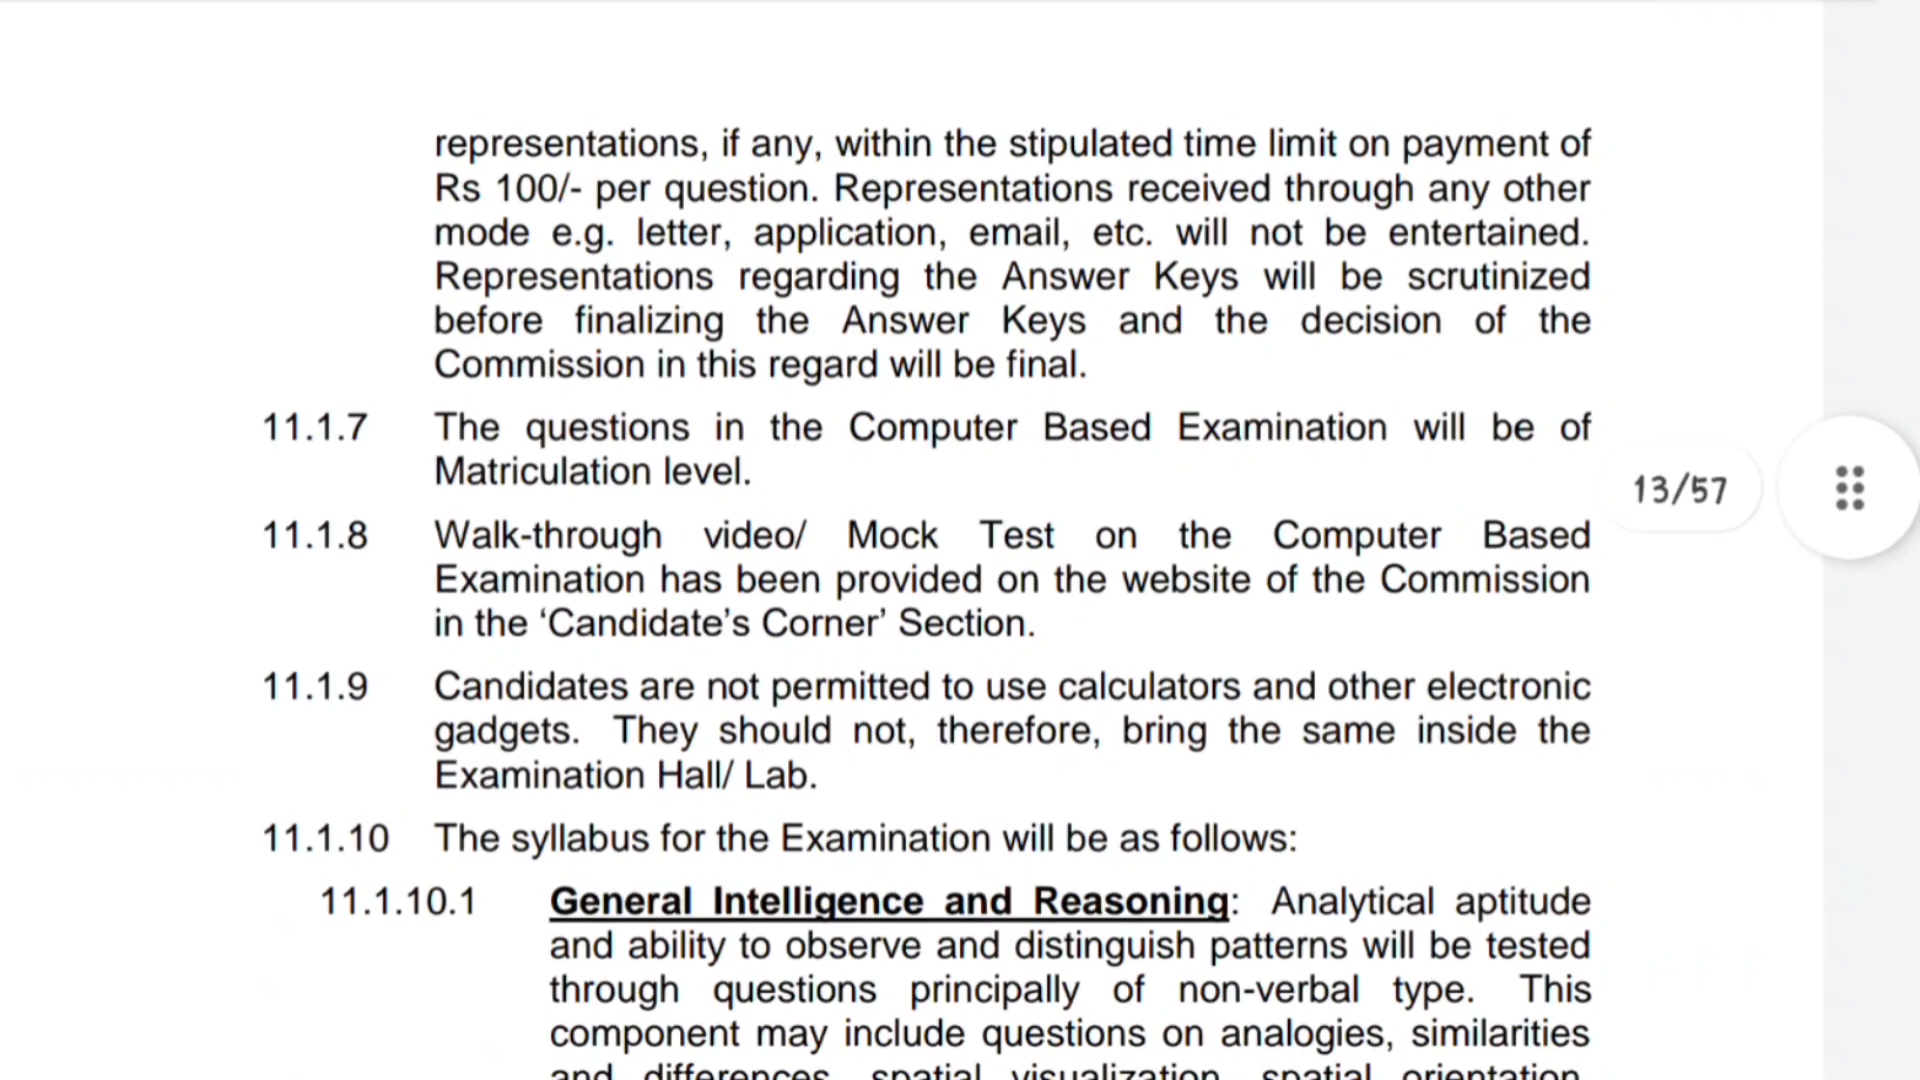 representations, if any, within the stipulated time limit on payment of
Rs 100/- per question. Representations received through any other
mode e.g. letter, application, email, etc. will not be entertained.
Representations regarding the Answer Keys will be scrutinized
before finalizing the Answer Keys and the decision of the
Commission in this regard will be final.
11.1.7 The questions in the Computer Based Examination will be of
Matriculation level.
13/57
11.1.8 Walk-through video/ Mock Test on the Computer Based
Examination has been provided on the website of the Commission
in the ‘Candidate’s Corner’ Section.
11.1.9 Candidates are not permitted to use calculators and other electronic
gadgets. They should not, therefore, bring the same inside the
Examination Hall/ Lab.
11.1.10 The syllabus for the Examination will be as follows:
11.1.10.1 General Intelligence and Reasoning: Analytical aptitude
and ability to observe and distinguish patterns will be tested
through questions principally of non-verbal type. This
component may include questions on analogies, similarities
and differences, spatial visualization, spatial orientation,